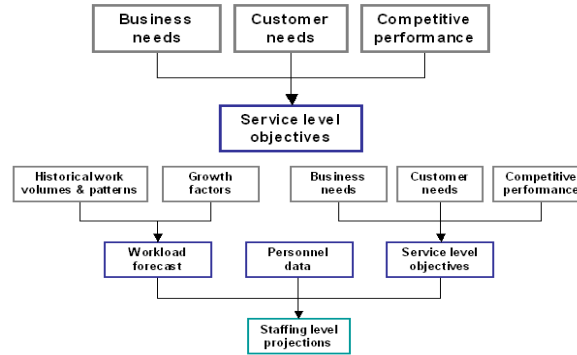 Business
needs
Customer
needs
Competitive
performance
Service level
objectives
Historical work
volumes & patterns
Growth
factors
Business
needs
Customer
needs
Competitive
performance
Workload
forecast
Personnel
data
Service level
objectives
Staffing level
projections